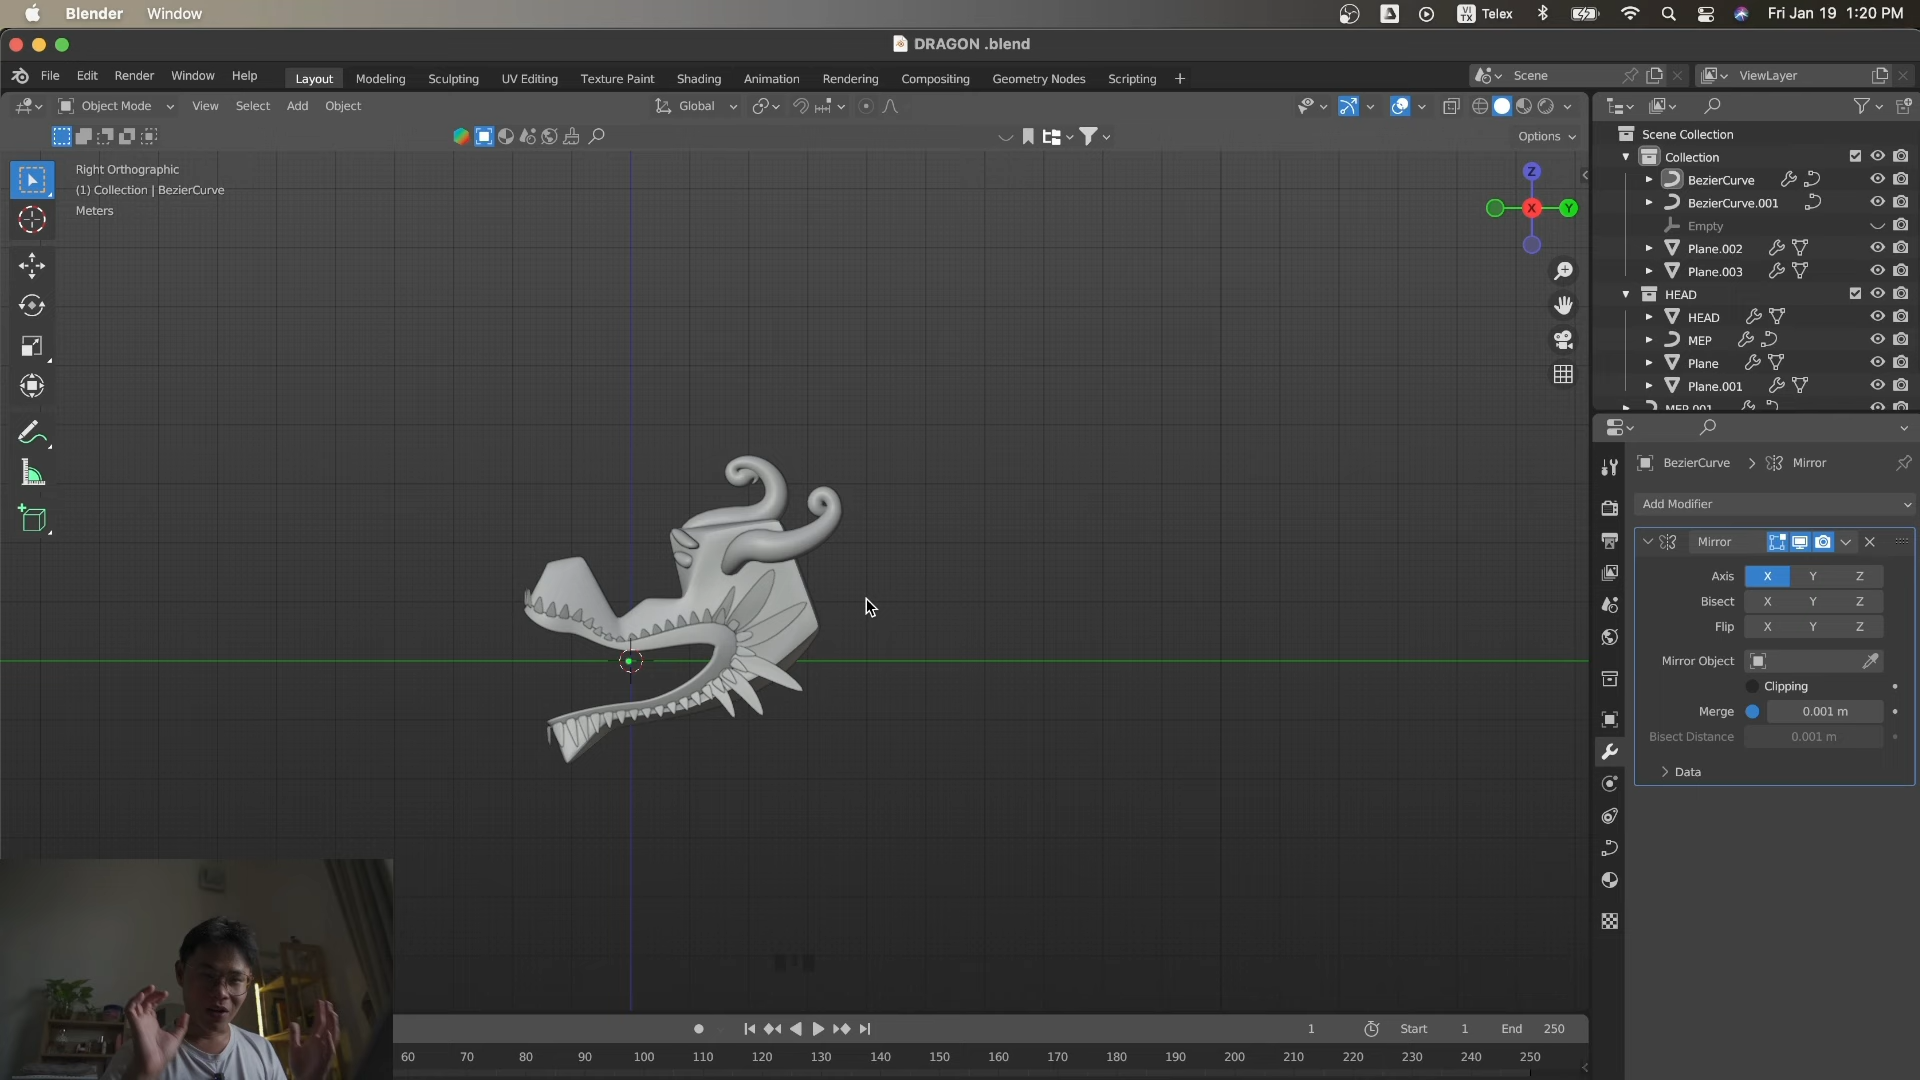 Blender Window
VI TX Telex Fri Jan 19 1:20 PM
DRAGON .blend
File Edit Render Window Help Layout Modeling Sculpting UV Editing Texture Paint Shading Animation Rendering Compositing Geometry Nodes Scripting Scene ViewLayer
Object Mode View Select Add Object Global
Options
Right Orthographic
(1) Collection | BezierCurve
Meters
Z
X
Y
Scene Collection
Collection
BezierCurve
BezierCurve.001
Empty
Plane.002
Plane.003
HEAD
HEAD
MEP
Plane
Plane.001
MEP.001
BezierCurve > Mirror
Add Modifier
Mirror
Axis X Y Z
Bisect X Y Z
Flip X Y Z
Mirror Object
Clipping
Merge 0.001 m
Bisect Distance 0.001 m
Data
1 Start 1 End 250
60 70 80 90 100 110 120 130 140 150 160 170 180 190 200 210 220 230 240 250